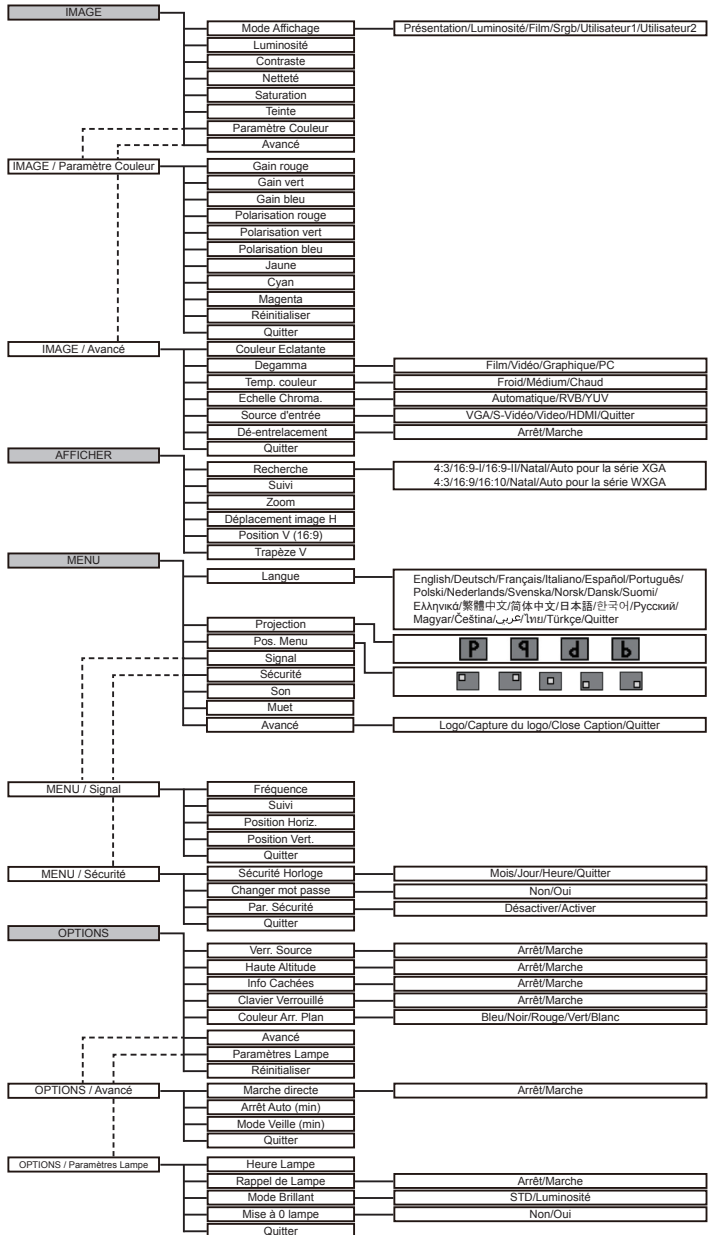 IMAGE
Mode Affichage
Présentation/Luminosité/Film/Srgb/Utilisateur1/Utilisateur2
Luminosité
Contraste
Netteté
Saturation
Teinte
Paramètre Couleur
Avancé
IMAGE / Paramètre Couleur
Gain rouge
Gain vert
Gain bleu
Polarisation rouge
Polarisation vert
Polarisation bleu
Jaune
Cyan
Magenta
Réinitialiser
Quitter
IMAGE / Avancé
Couleur Eclatante
Degamma
Film/Vidéo/Graphique/PC
Temp. couleur
Froid/Médium/Chaud
Echelle Chroma.
Automatique/RVB/YUV
Source d'entrée
VGA/S-Vidéo/Video/HDMI/Quitter
Dé-entrelacement
Arrêt/Marche
Quitter
AFFICHER
Recherche
4:3/16:9-I/16:9-II/Natal/Auto pour la série XGA
4:3/16:9/16:10/Natal/Auto pour la série WXGA
Suivi
Zoom
Déplacement image H
Position V (16:9)
Trapèze V
MENU
Langue
English/Deutsch/Français/Italiano/Español/Português/
Polski/Nederlands/Svenska/Norsk/Dansk/Suomi/
Ελληνικά/繁體中文/简体中文/日本語/한국어/Русский/
Magyar/Čeština/عربي/ไทย/Türkçe/Quitter
Projection
Pos. Menu
Signal
Sécurité
Son
Muet
Avancé
Logo/Capture du logo/Close Caption/Quitter
MENU / Signal
Fréquence
Suivi
Position Horiz.
Position Vert.
Quitter
MENU / Sécurité
Sécurité Horloge
Mois/Jour/Heure/Quitter
Changer mot passe
Non/Oui
Par. Sécurité
Désactiver/Activer
Quitter
OPTIONS
Verr. Source
Arrêt/Marche
Haute Altitude
Arrêt/Marche
Info Cachées
Arrêt/Marche
Clavier Verrouillé
Arrêt/Marche
Couleur Arr. Plan
Bleu/Noir/Rouge/Vert/Blanc
Avancé
Paramètres Lampe
Réinitialiser
OPTIONS / Avancé
Marche directe
Arrêt/Marche
Arrêt Auto (min)
Mode Veille (min)
Quitter
OPTIONS / Paramètres Lampe
Heure Lampe
Rappel de Lampe
Arrêt/Marche
Mode Brillant
STD/Luminosité
Mise à 0 lampe
Non/Oui
Quitter